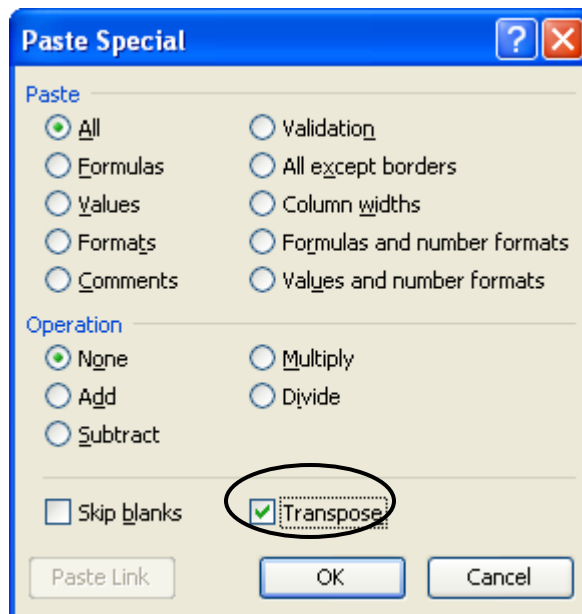 Paste Special
Paste
All Validation
Formulas All except borders
Values Column widths
Formats Formulas and number formats
Comments Values and number formats
Operation
None Multiply
Add Divide
Subtract
Skip blanks Transpose
Paste Link OK Cancel